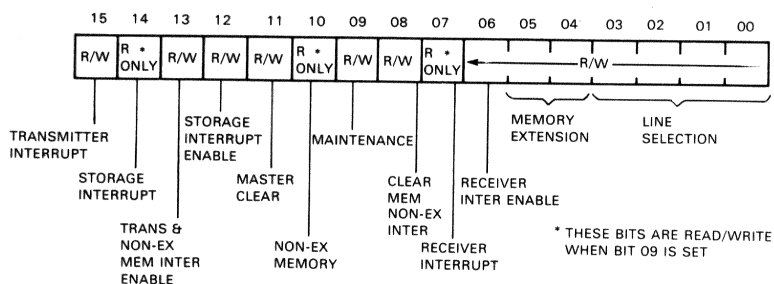 15 14 13 12 11 10 09 08 07 06 05 04 03 02 01 00
R/W R * ONLY R/W R/W R/W R * ONLY R/W R/W R * ONLY R/W
TRANSMITTER
INTERRUPT
STORAGE
INTERRUPT
TRANS &
NON-EX
MEM INTER
ENABLE
STORAGE
INTERRUPT
ENABLE
MASTER
CLEAR
NON-EX
MEMORY
MAINTENANCE
CLEAR
MEM
NON-EX
INTER
RECEIVER
INTERRUPT
RECEIVER
INTER ENABLE
MEMORY
EXTENSION
LINE
SELECTION
* THESE BITS ARE READ/WRITE
WHEN BIT 09 IS SET